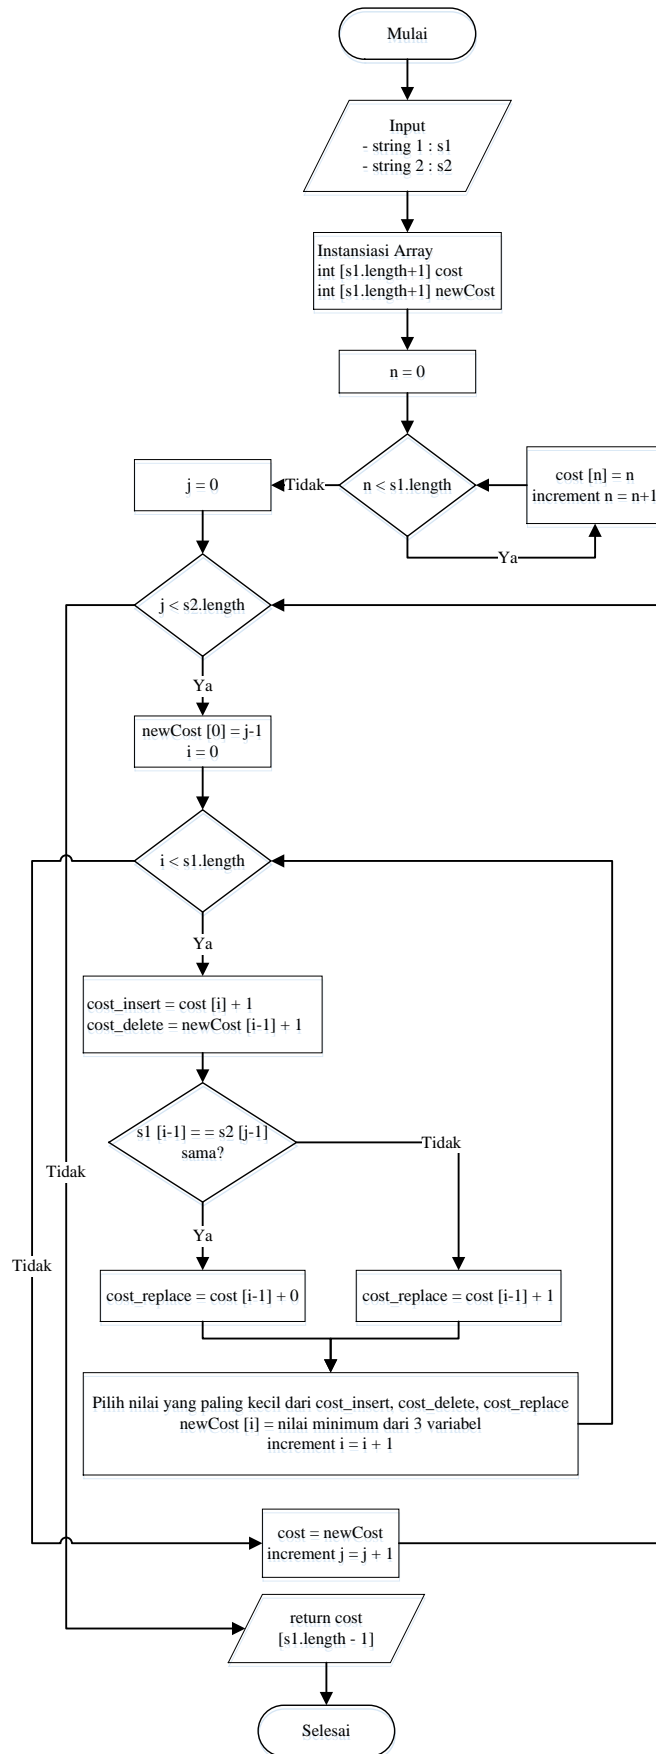 Mulai
Input
- string 1 : s1
- string 2 : s2
Instansiasi Array
int [s1.length+1] cost
int [s1.length+1] newCost
n = 0
n < s1.length
Tidak
j = 0
cost [n] = n
increment n = n+1
Ya
j < s2.length
Ya
newCost [0] = j-1
i = 0
i < s1.length
Ya
cost_insert = cost [i] + 1
cost_delete = newCost [i-1] + 1
s1 [i-1] = = s2 [j-1]
sama?
Tidak
Tidak
Ya
Tidak
cost_replace = cost [i-1] + 0
cost_replace = cost [i-1] + 1
Pilih nilai yang paling kecil dari cost_insert, cost_delete, cost_replace
newCost [i] = nilai minimum dari 3 variabel
increment i = i + 1
cost = newCost
increment j = j + 1
return cost
[s1.length - 1]
Selesai